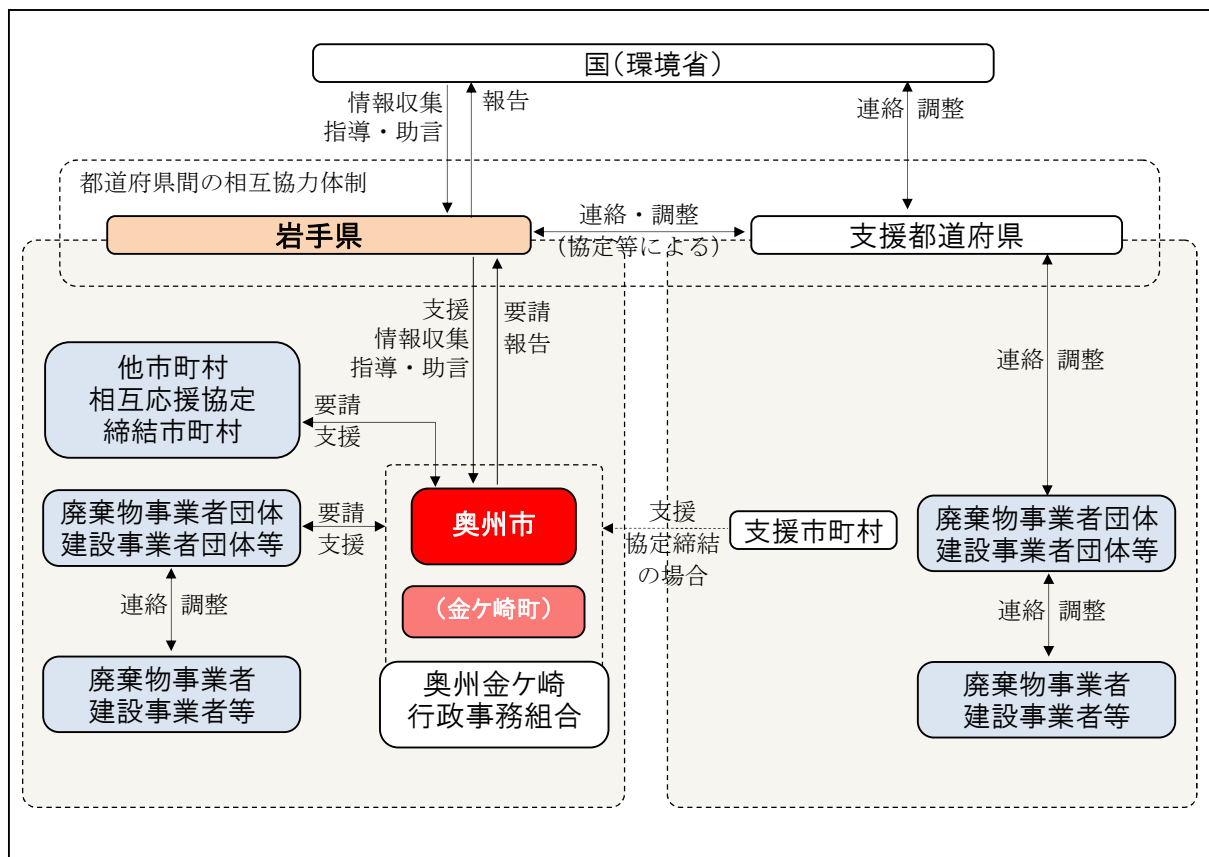 国（環境省）
情報収集
指導・助言
報告
連絡 調整
都道府県間の相互協力体制
岩手県
連絡・調整
（協定等による）
支援都道府県
支援
情報収集
指導・助言
要請
報告
連絡 調整
他市町村
相互応援協定
締結市町村
要請
支援
廃棄物事業者団体
建設事業者団体等
要請
支援
奥州市
（金ケ崎町）
奥州金ケ崎
行政事務組合
連絡 調整
廃棄物事業者
建設事業者等
支援
協定締結
の場合
支援市町村
廃棄物事業者団体
建設事業者団体等
連絡 調整
廃棄物事業者
建設事業者等